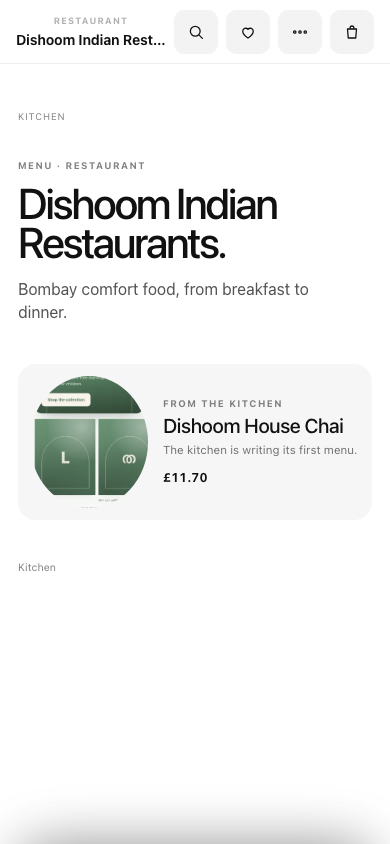 RESTAURANT
Dishoom Indian Rest...
KITCHEN
MENU · RESTAURANT
Dishoom Indian
Restaurants.
Bombay comfort food, from breakfast to
dinner.
Shop the collection
L
FROM THE KITCHEN
Dishoom House Chai
The kitchen is writing its first menu.
£11.70
Kitchen